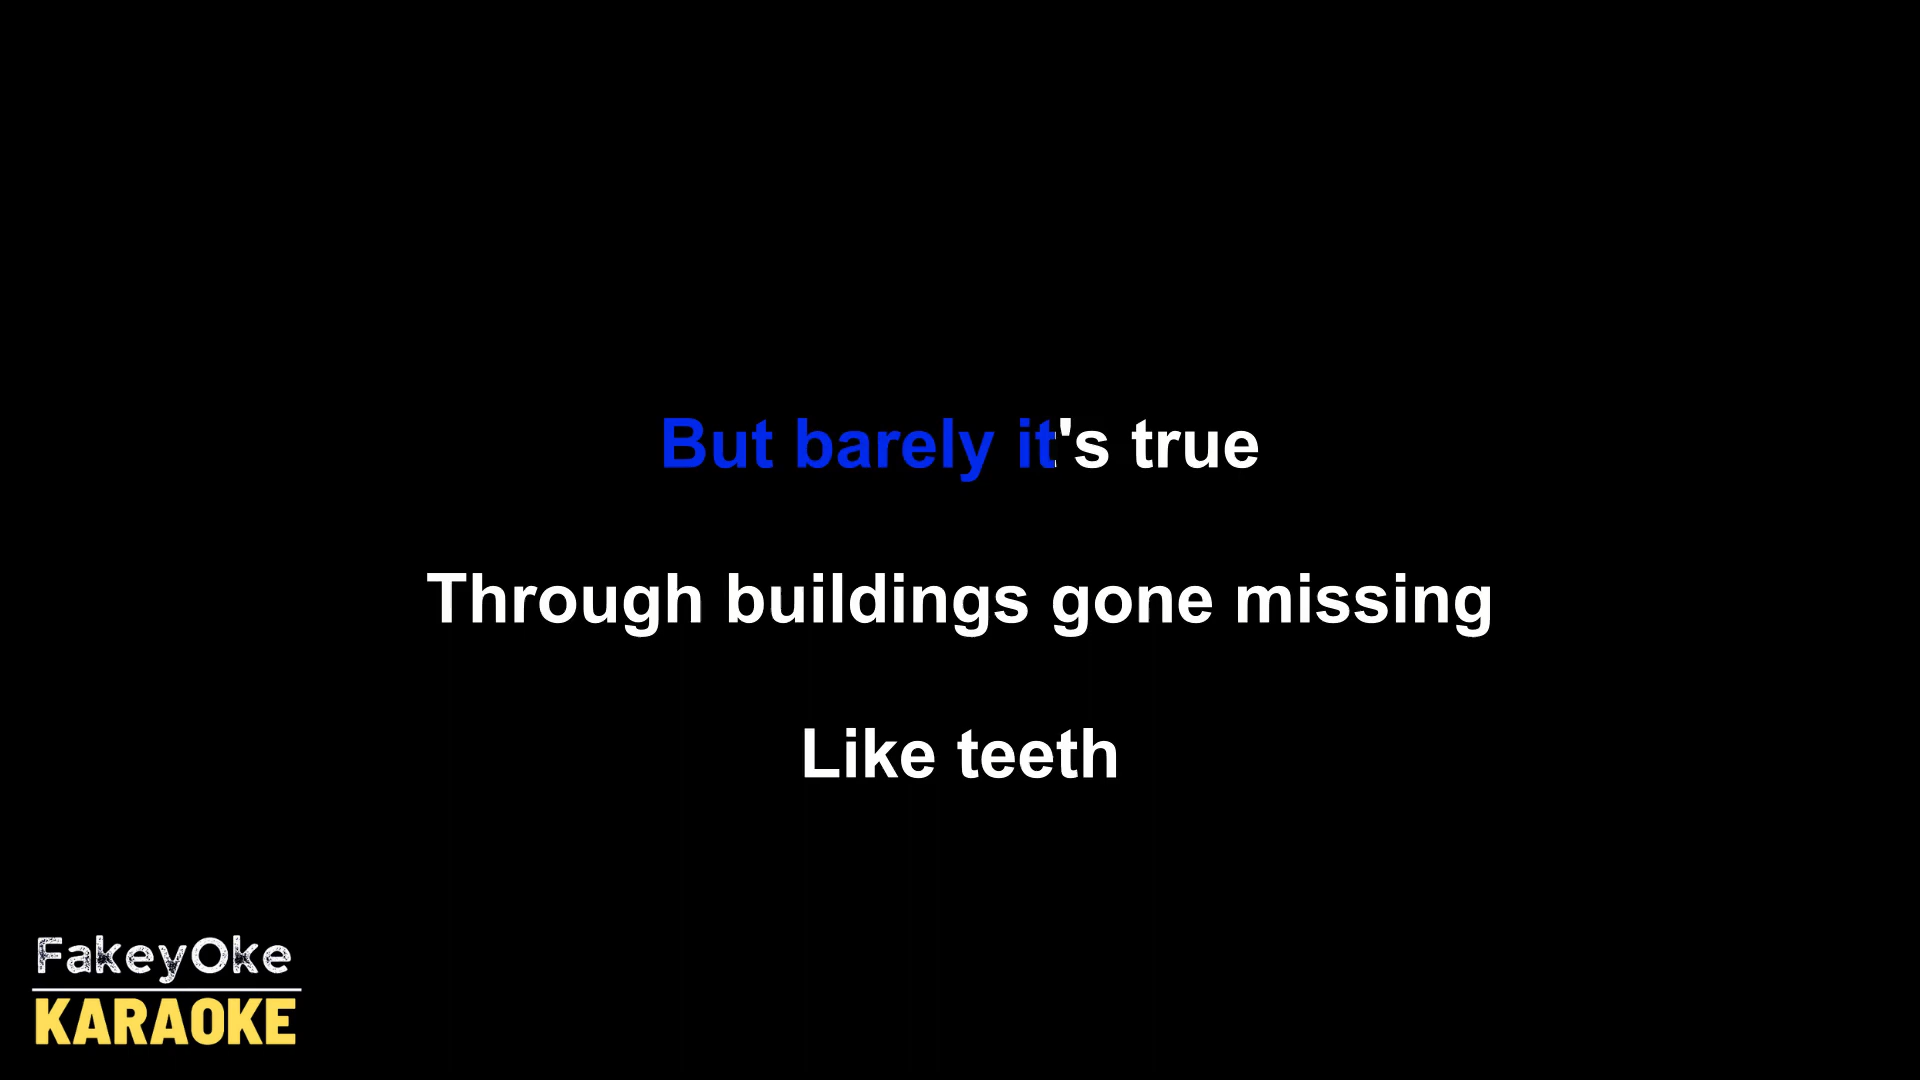 But barely it's true
Through buildings gone missing
Like teeth
FakeyOke
KARAOKE